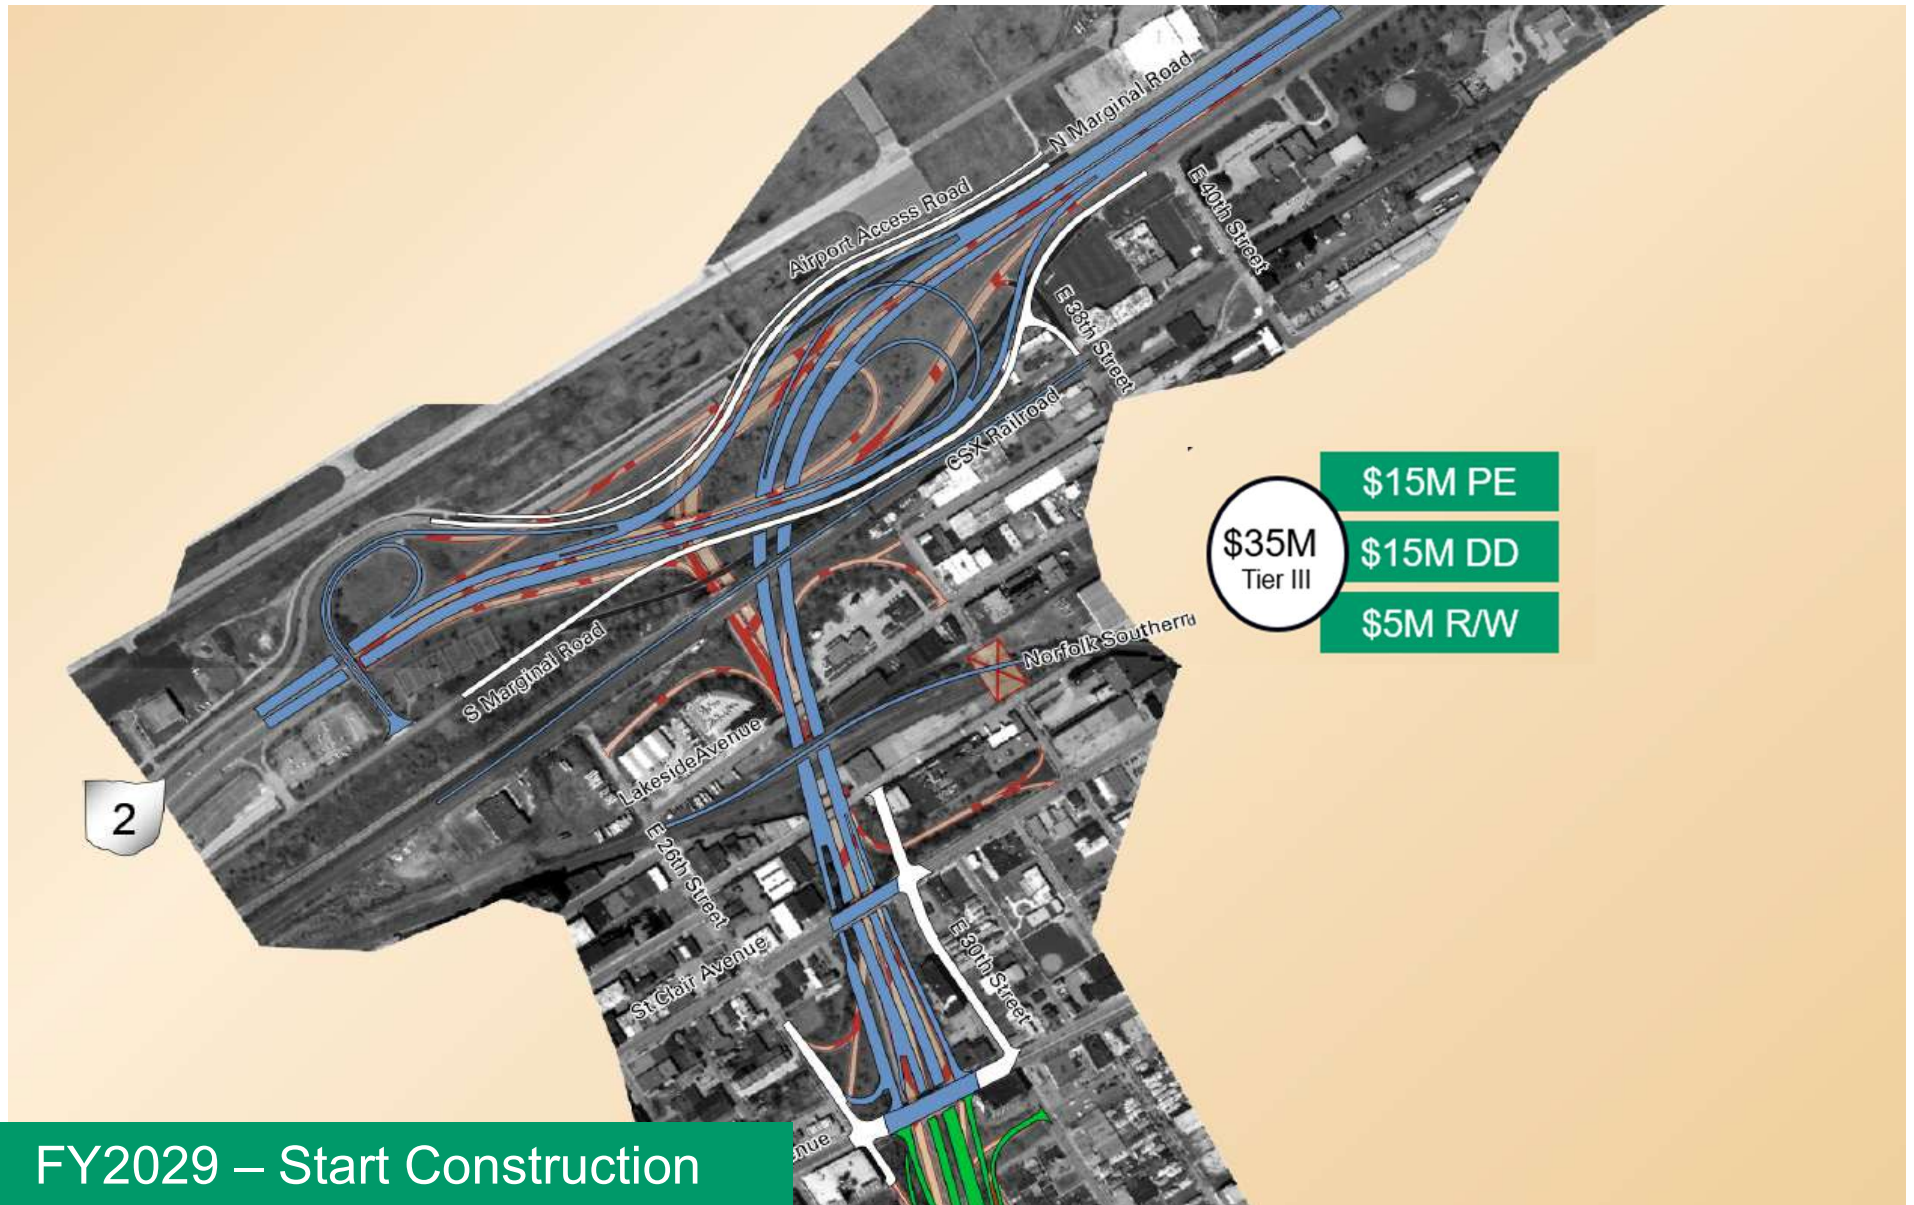 N Marginal Road
Airport Access Road
E 40th Street
E 38th Street
CSX Railroad
$35M
Tier III
$15M PE
$15M DD
$5M R/W
S Marginal Road
Norfolk Southern
Lakeside Avenue
2
E 26th Street
St Clair Avenue
E 30th Street
enue
FY2029 – Start Construction